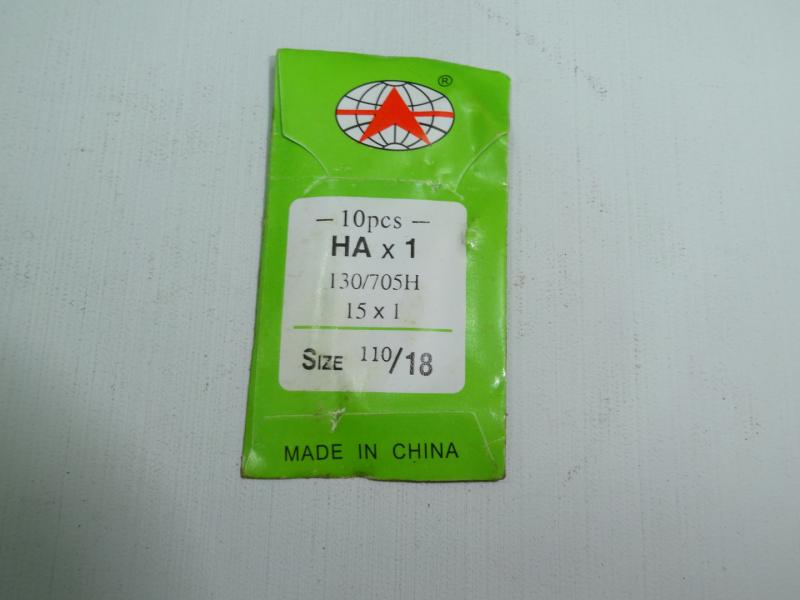 ®
– 10pcs –
HA x 1
130/705H
15 x 1
SIZE 110/18
MADE IN CHINA